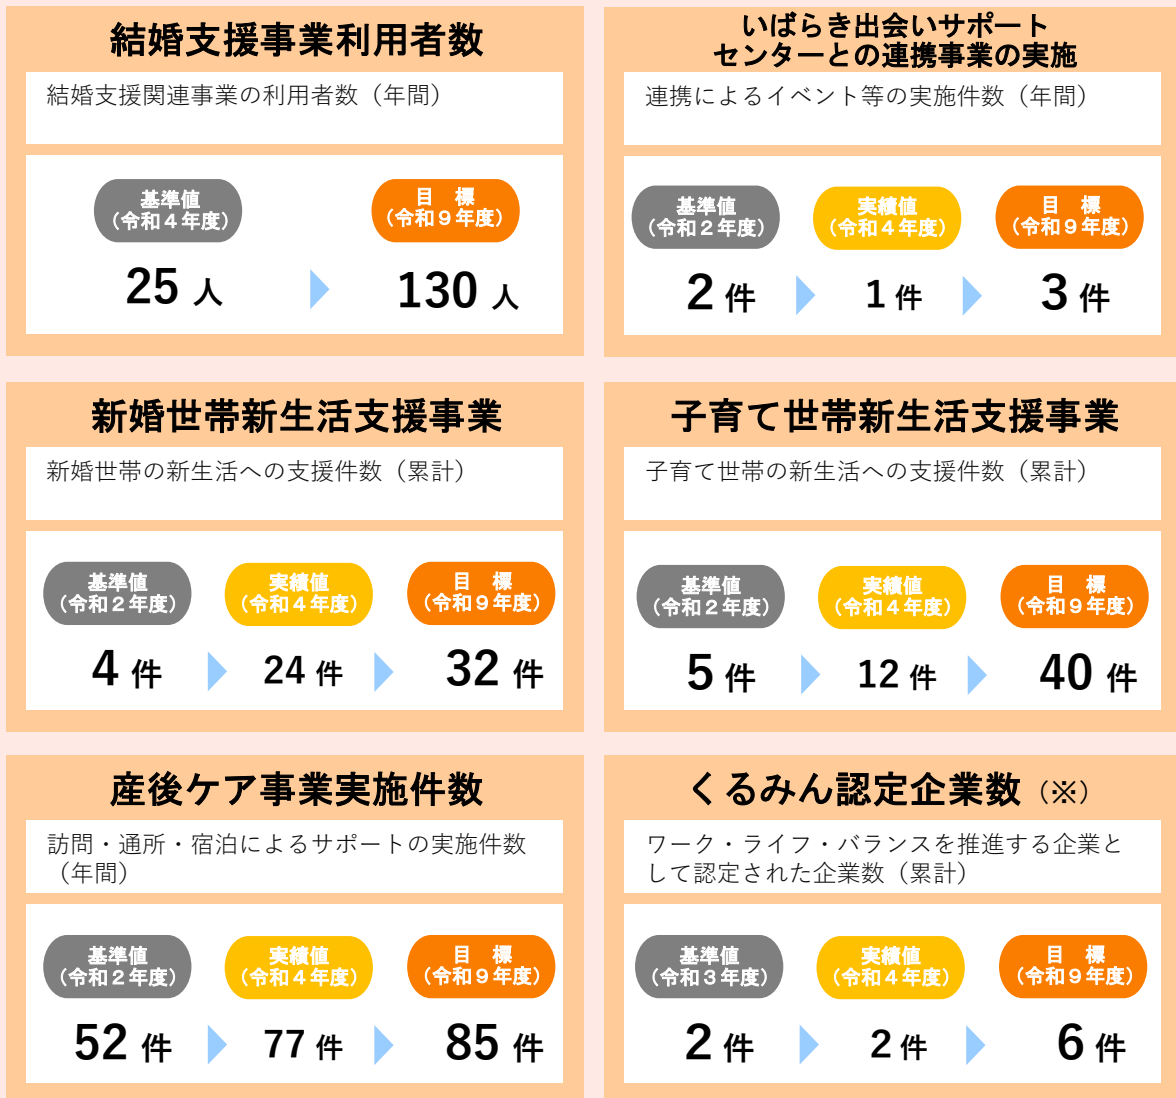 結婚支援事業利用者数
結婚支援関連事業の利用者数（年間）
基準値
（令和４年度）
目　標
（令和９年度）
25 人
130 人
いばらき出会いサポート
センターとの連携事業の実施
連携によるイベント等の実施件数（年間）
基準値
（令和２年度）
実績値
（令和４年度）
目　標
（令和９年度）
2 件
1 件
3 件
新婚世帯新生活支援事業
新婚世帯の新生活への支援件数（累計）
基準値
（令和２年度）
実績値
（令和４年度）
目　標
（令和９年度）
4 件
24 件
32 件
子育て世帯新生活支援事業
子育て世帯の新生活への支援件数（累計）
基準値
（令和２年度）
実績値
（令和４年度）
目　標
（令和９年度）
5 件
12 件
40 件
産後ケア事業実施件数
訪問・通所・宿泊によるサポートの実施件数
（年間）
基準値
（令和２年度）
実績値
（令和４年度）
目　標
（令和９年度）
52 件
77 件
85 件
くるみん認定企業数（※）
ワーク・ライフ・バランスを推進する企業と
して認定された企業数（累計）
基準値
（令和３年度）
実績値
（令和４年度）
目　標
（令和９年度）
2 件
2 件
6 件